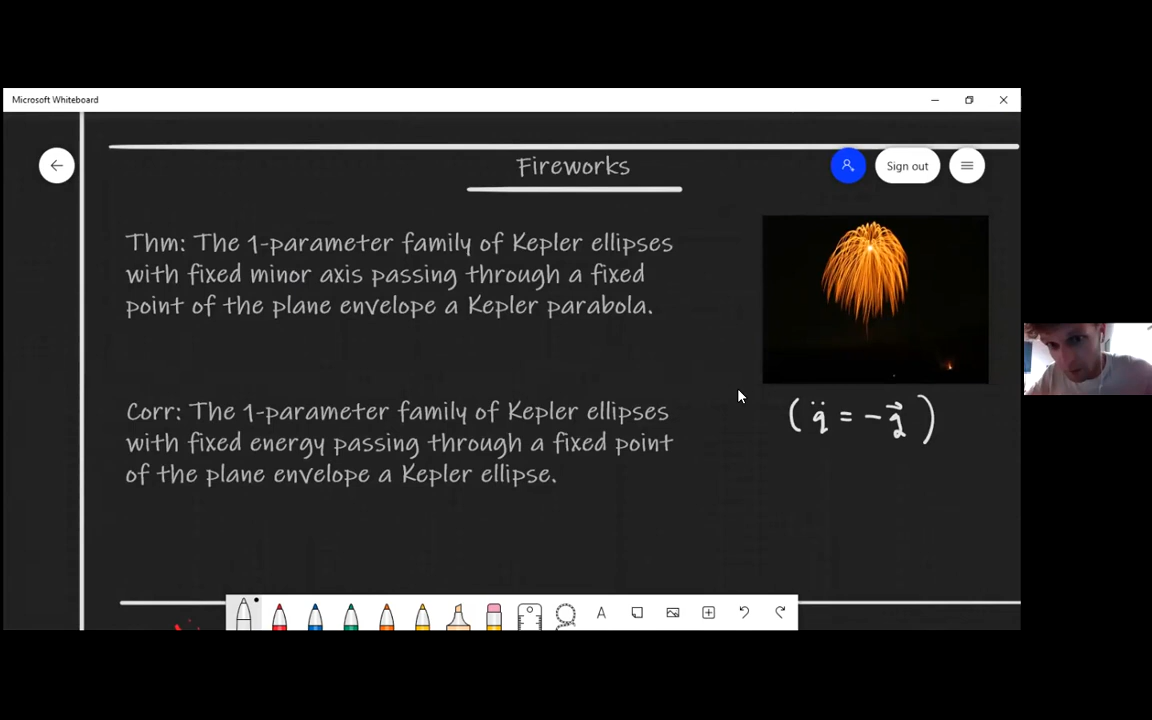 Microsoft Whiteboard
Fireworks
Sign out
Thm: The 1-parameter family of Kepler ellipses
with fixed minor axis passing through a fixed
point of the plane envelope a Kepler parabola.
Corr: The 1-parameter family of Kepler ellipses
with fixed energy passing through a fixed point
of the plane envelope a Kepler ellipse.
( q̈ = - q⃗ )
A